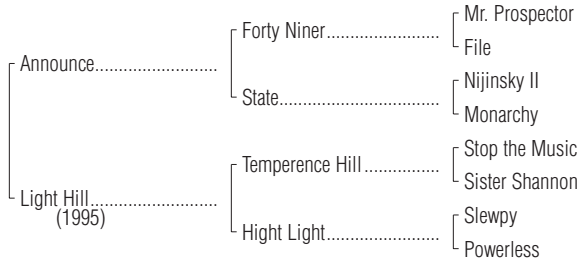 Mr. Prospector
Forty Niner
File
Announce
Nijinsky II
State
Monarchy
Stop the Music
Temperence Hill
Sister Shannon
Light Hill
(1995)
Slewpy
Hight Light
Powerless